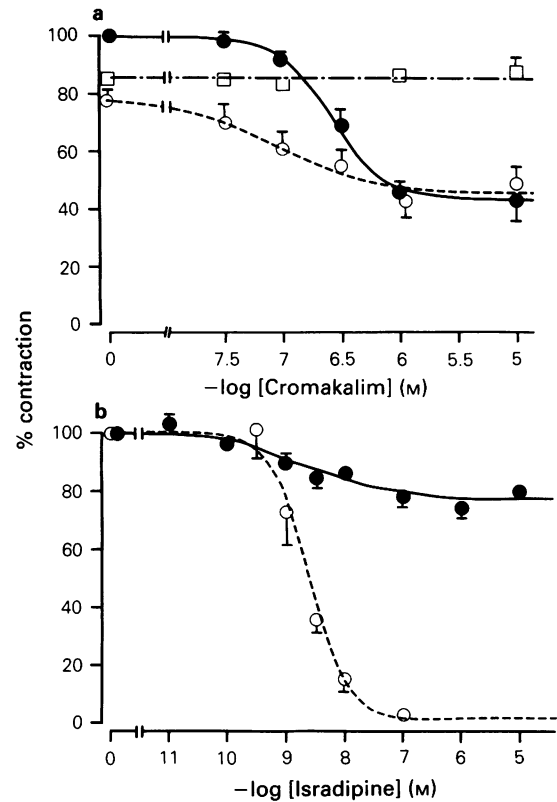 a
100
80
60
40
20
0
0 7.5 7 6.5 6 5.5 5
−log [Cromakalim] (M)
% contraction
b
100
80
60
40
20
0
0 11 10 9 8 7 6 5
−log [Isradipine] (M)